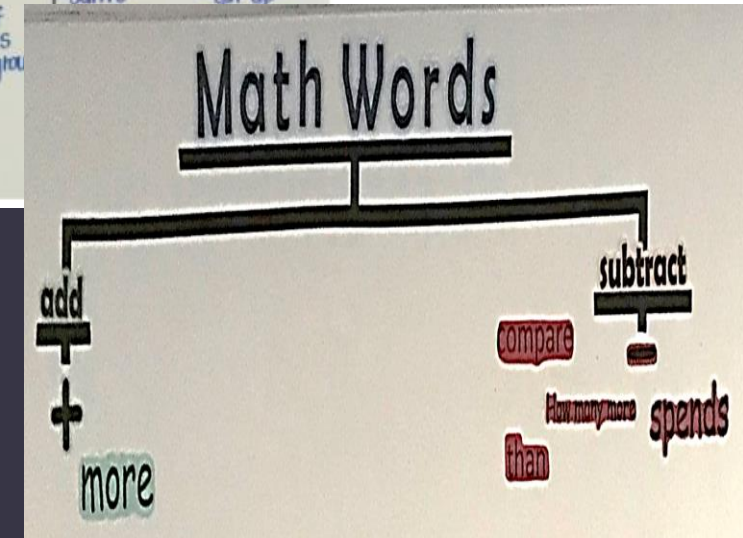 Math Words
add
+
more
subtract
-
compare
How many more
spends
than